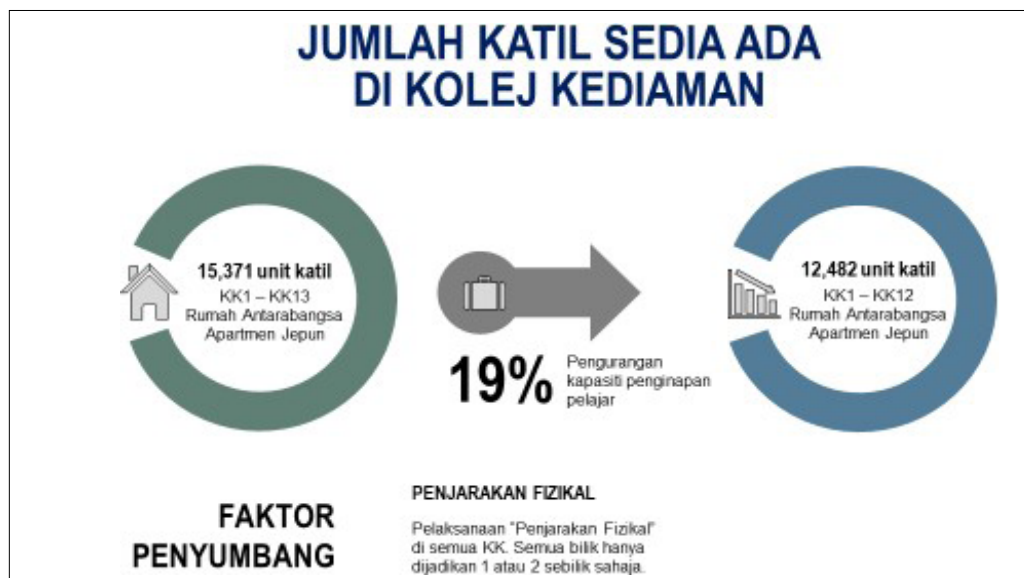 JUMLAH KATIL SEDIA ADA
DI KOLEJ KEDIAMAN
15,371 unit katil
KK1 – KK13
Rumah Antarabangsa
Apartmen Jepun
19%
Pengurangan
kapasiti penginapan
pelajar
12,482 unit katil
KK1 – KK12
Rumah Antarabangsa
Apartmen Jepun
FAKTOR
PENYUMBANG
PENJARAKAN FIZIKAL
Pelaksanaan "Penjarakan Fizikal"
di semua KK. Semua bilik hanya
dijadikan 1 atau 2 sebilik sahaja.